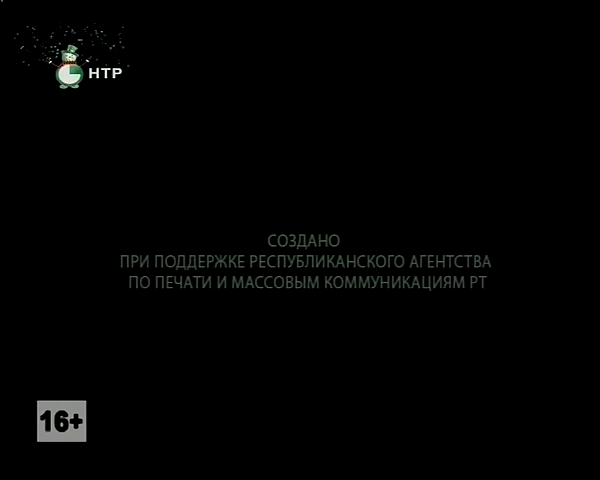 НТР
СОЗДАНО
ПРИ ПОДДЕРЖКЕ РЕСПУБЛИКАНСКОГО АГЕНТСТВА
ПО ПЕЧАТИ И МАССОВЫМ КОММУНИКАЦИЯМ РТ
16+